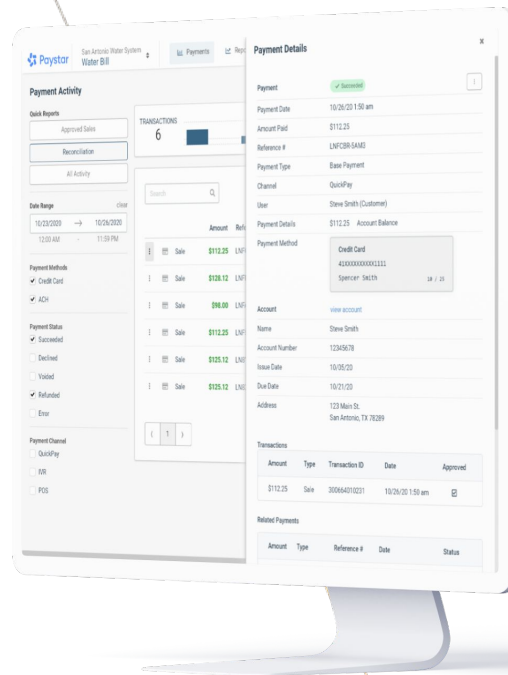 Paystar
San Antonio Water System
Water Bill
Payments
Payment Activity
Quick Reports
Approved Sales
Reconciliation
All Activity
Date Range
clear
10/23/2020 → 10/26/2020
12:00 AM - 11:59 PM
Payment Methods
Credit Card
ACH
Payment Status
Succeeded
Declined
Voided
Refunded
Error
Payment Channel
QuickPay
IVR
POS
TRANSACTIONS
6
Search
Amount
Sale $112.25
Sale $128.12
Sale $98.00
Sale $112.25
Sale $125.12
Sale $125.12
1
Payment Details
Payment Succeeded
Payment Date 10/26/20 1:50 am
Amount Paid $112.25
Reference # LNFCBR-5AM3
Payment Type Base Payment
Channel QuickPay
User Steve Smith (Customer)
Payment Details $112.25 Account Balance
Payment Method
Credit Card
Spencer Smith
Account view account
Name Steve Smith
Account Number 12345678
Issue Date 10/05/20
Due Date 10/21/20
Address 123 Main St.
San Antonio, TX 78289
Transactions
Amount Type Transaction ID Date Approved
$112.25 Sale 300664010231 10/26/20 1:50 am
Related Payments
Amount Type Reference # Date Status